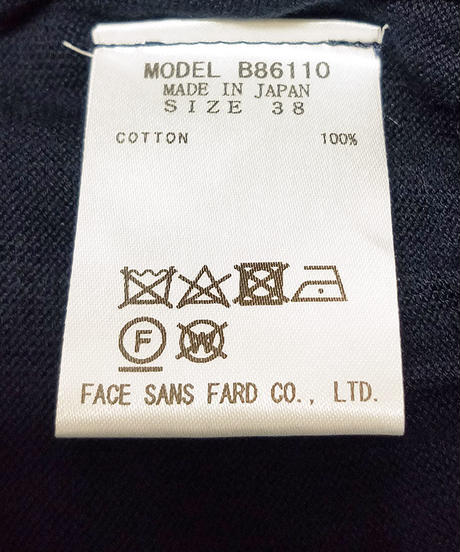 MODEL B86110
MADE IN JAPAN
SIZE 38
COTTON 100%
F W
FACE SANS FARD CO., LTD.